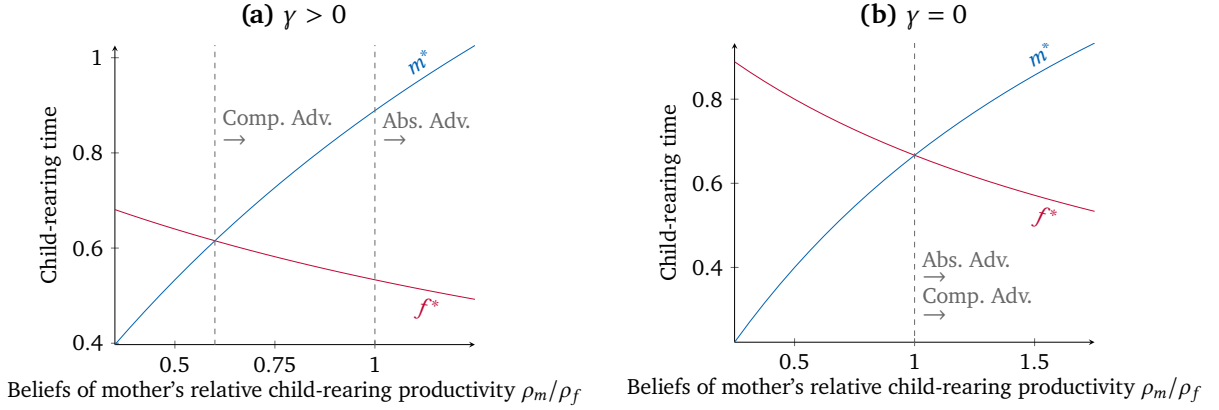 (a) γ > 0
Child-rearing time
1
0.8
0.6
0.4
m*
Comp. Adv.
→
Abs. Adv.
→
f*
0.5
0.75
1
Beliefs of mother's relative child-rearing productivity ρm/ρf
(b) γ = 0
Child-rearing time
0.8
0.6
0.4
m*
f*
Abs. Adv.
→
Comp. Adv.
→
0.5
1
1.5
Beliefs of mother's relative child-rearing productivity ρm/ρf